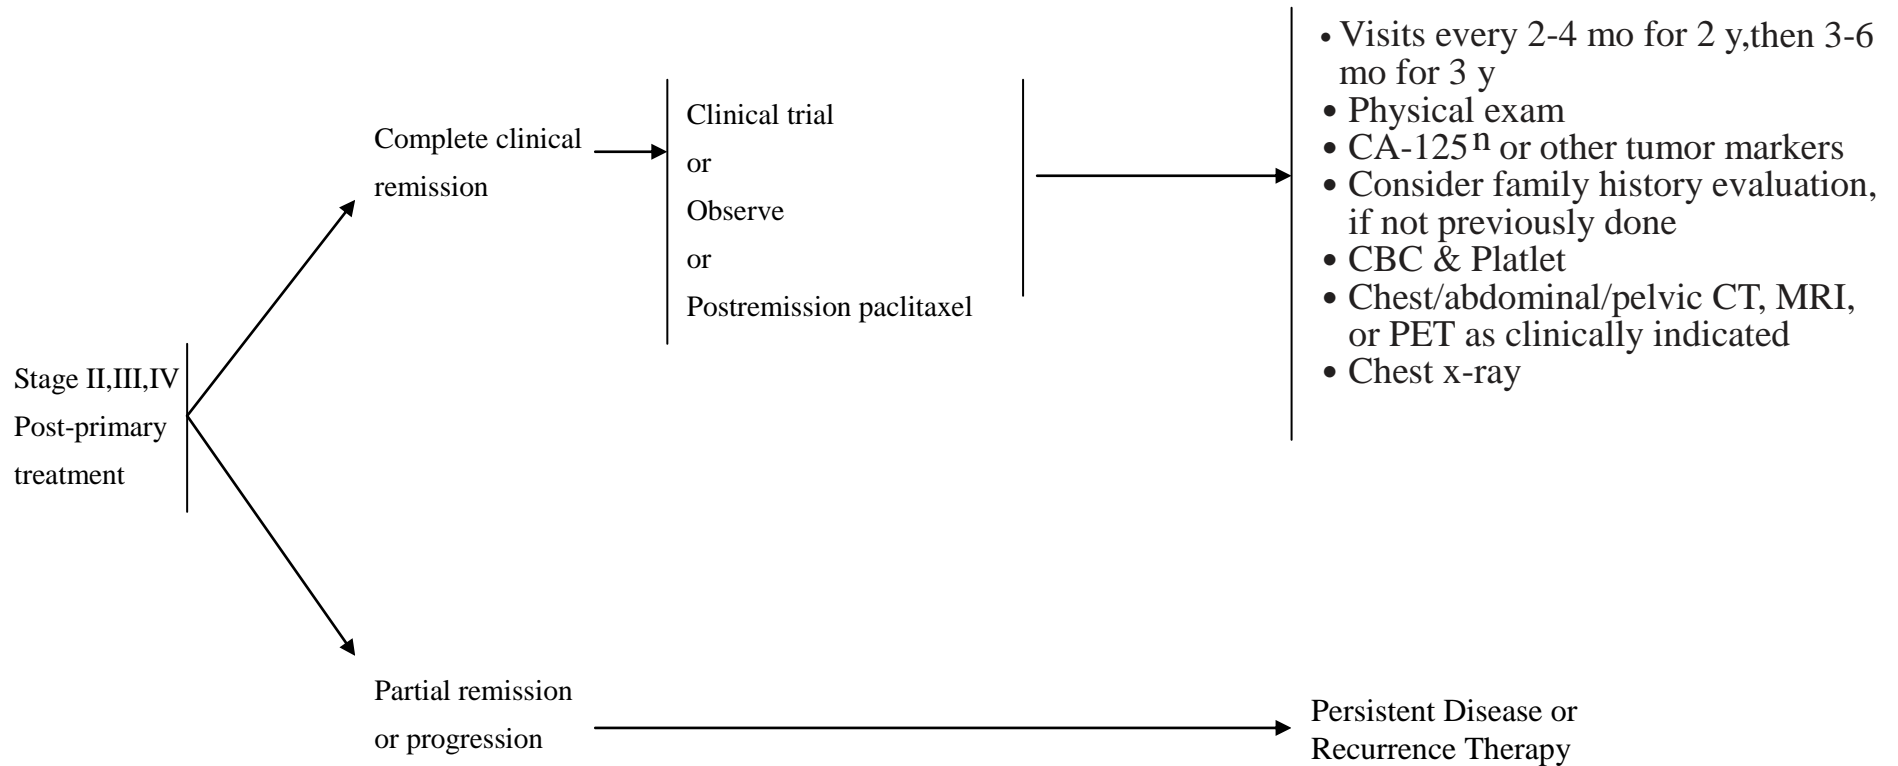 Stage II,III,IV
Post-primary
treatment
Complete clinical
remission
Clinical trial
or
Observe
or
Postremission paclitaxel
• Visits every 2-4 mo for 2 y,then 3-6
mo for 3 y
• Physical exam
• CA-125ⁿ or other tumor markers
• Consider family history evaluation,
if not previously done
• CBC & Platlet
• Chest/abdominal/pelvic CT, MRI,
or PET as clinically indicated
• Chest x-ray
Partial remission
or progression
Persistent Disease or
Recurrence Therapy